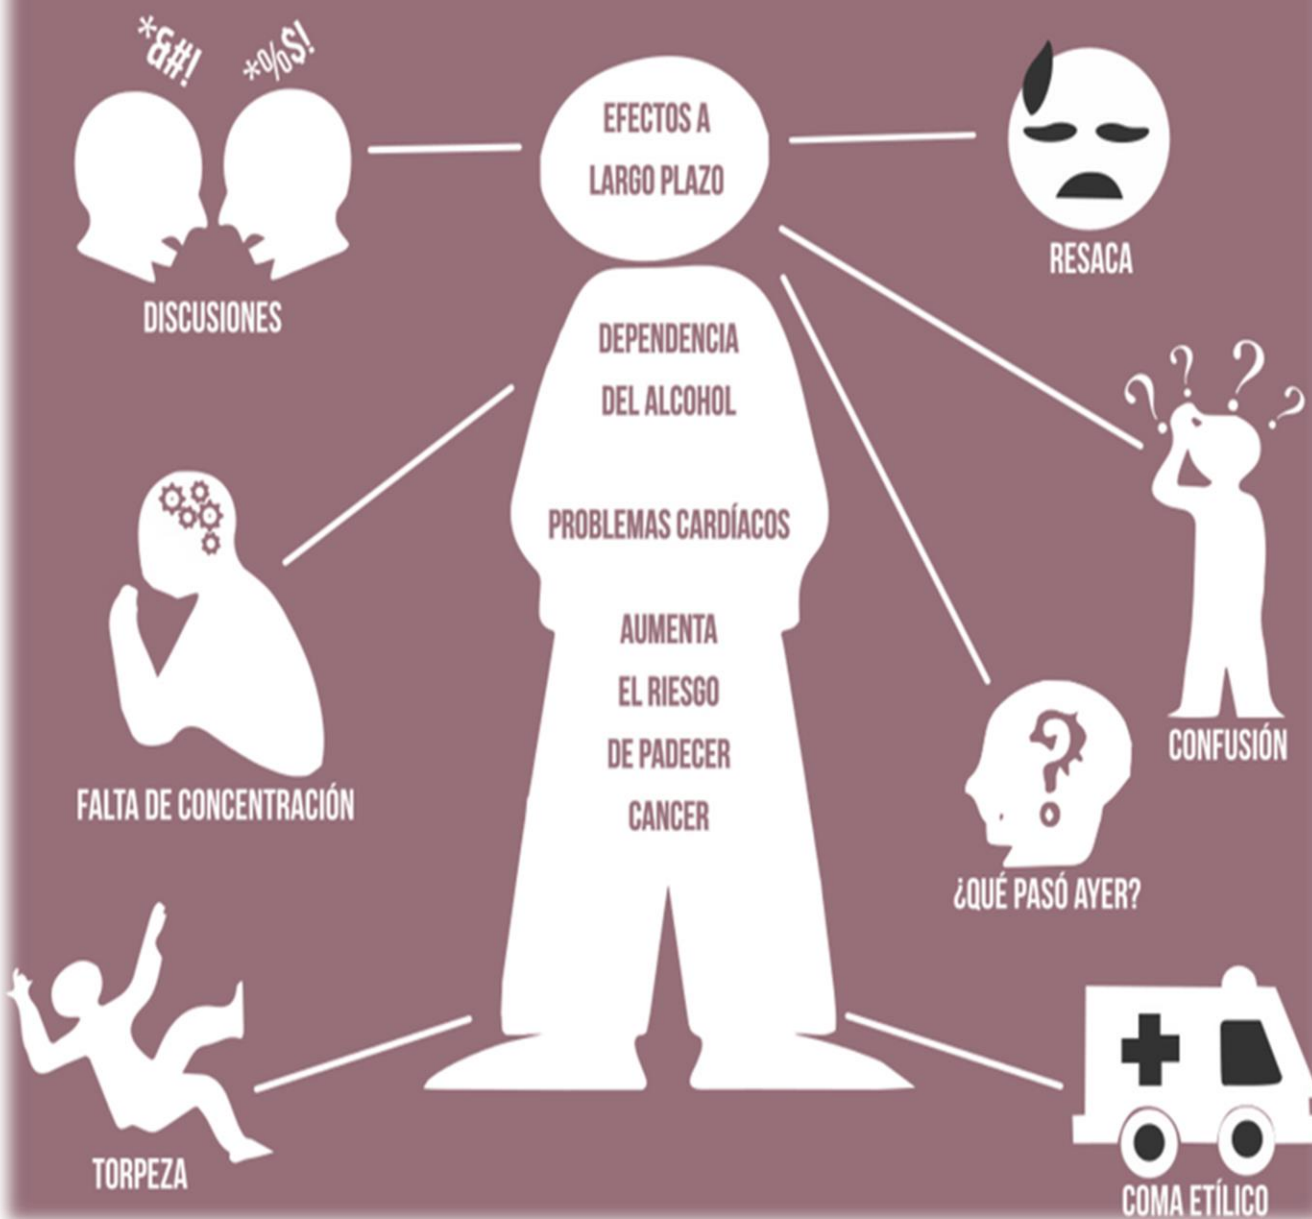 *&#!
*%$!
DISCUSIONES
EFECTOS A
LARGO PLAZO
RESACA
DEPENDENCIA
DEL ALCOHOL
PROBLEMAS CARDÍACOS
AUMENTA
EL RIESGO
DE PADECER
CANCER
? ? ? ?
CONFUSIÓN
FALTA DE CONCENTRACIÓN
?
¿QUÉ PASÓ AYER?
TORPEZA
COMA ETÍLICO